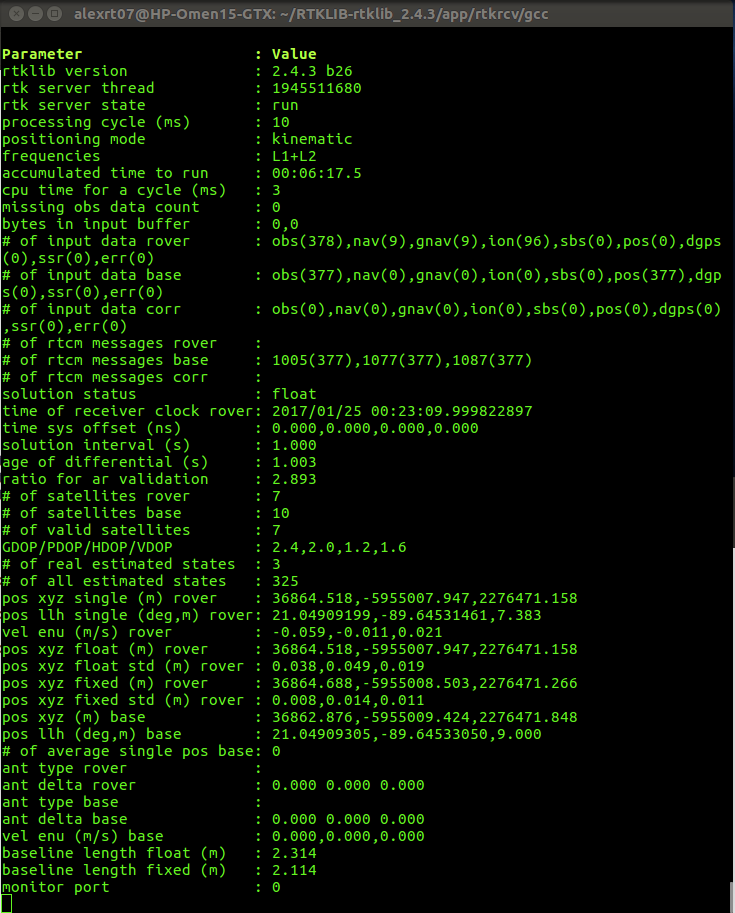 alexrt07@HP-Omen15-GTX: ~/RTKLIB-rtklib_2.4.3/app/rtkrcv/gcc
Parameter : Value
rtklib version : 2.4.3 b26
rtk server thread : 1945511680
rtk server state : run
processing cycle (ms) : 10
positioning mode : kinematic
frequencies : L1+L2
accumulated time to run : 00:06:17.5
cpu time for a cycle (ms) : 3
missing obs data count : 0
bytes in input buffer : 0,0
# of input data rover : obs(378),nav(9),gnav(9),ion(96),sbs(0),pos(0),dgps
(0),ssr(0),err(0)
# of input data base : obs(377),nav(0),gnav(0),ion(0),sbs(0),pos(377),dgp
s(0),ssr(0),err(0)
# of input data corr : obs(0),nav(0),gnav(0),ion(0),sbs(0),pos(0),dgps(0)
,ssr(0),err(0)
# of rtcm messages rover :
# of rtcm messages base : 1005(377),1077(377),1087(377)
# of rtcm messages corr :
solution status : float
time of receiver clock rover: 2017/01/25 00:23:09.999822897
time sys offset (ns) : 0.000,0.000,0.000,0.000
solution interval (s) : 1.000
age of differential (s) : 1.003
ratio for ar validation : 2.893
# of satellites rover : 7
# of satellites base : 10
# of valid satellites : 7
GDOP/PDOP/HDOP/VDOP : 2.4,2.0,1.2,1.6
# of real estimated states : 3
# of all estimated states : 325
pos xyz single (m) rover : 36864.518,-5955007.947,2276471.158
pos llh single (deg,m) rover: 21.04909199,-89.64531461,7.383
vel enu (m/s) rover : -0.059,-0.011,0.021
pos xyz float (m) rover : 36864.518,-5955007.947,2276471.158
pos xyz float std (m) rover : 0.038,0.049,0.019
pos xyz fixed (m) rover : 36864.688,-5955008.503,2276471.266
pos xyz fixed std (m) rover : 0.008,0.014,0.011
pos xyz (m) base : 36862.876,-5955009.424,2276471.848
pos llh (deg,m) base : 21.04909305,-89.64533050,9.000
# of average single pos base: 0
ant type rover :
ant delta rover : 0.000 0.000 0.000
ant type base :
ant delta base : 0.000 0.000 0.000
vel enu (m/s) base : 0.000,0.000,0.000
baseline length float (m) : 2.314
baseline length fixed (m) : 2.114
monitor port : 0